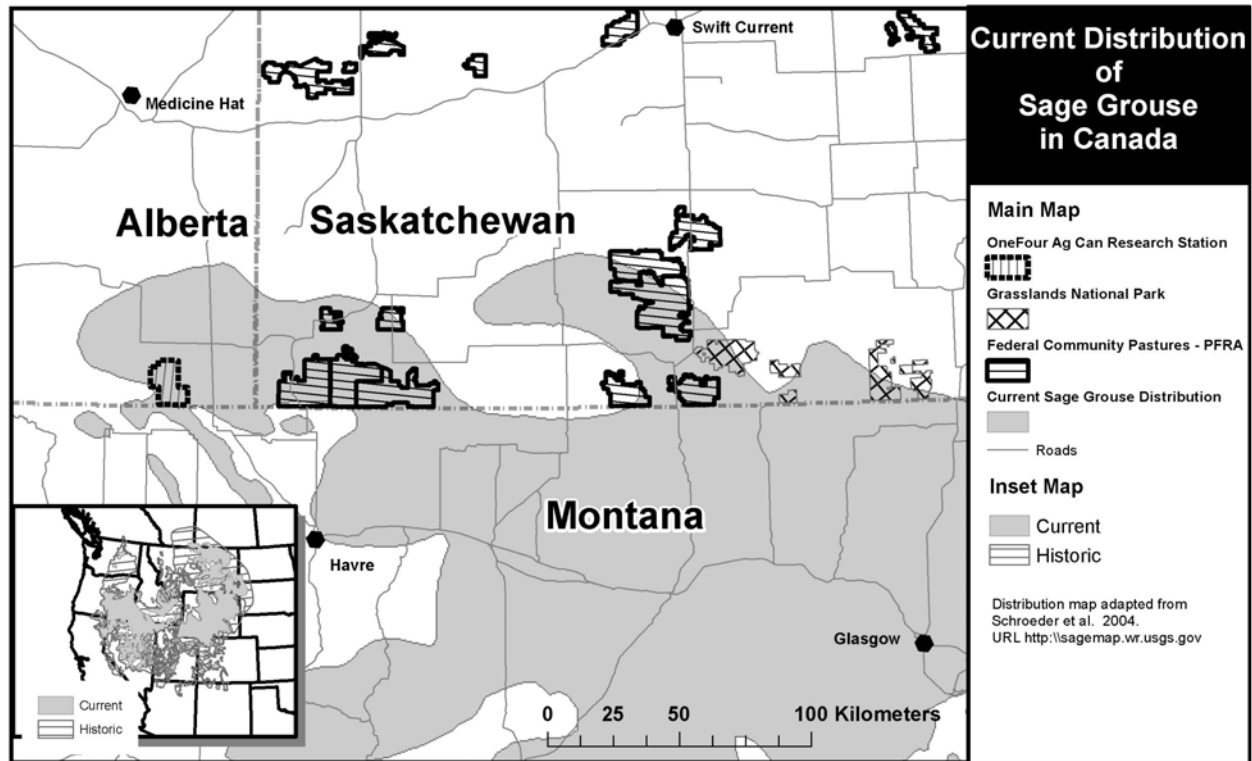 Current Distribution
of
Sage Grouse
in Canada
Swift Current
Medicine Hat
Alberta
Saskatchewan
Montana
Havre
Glasgow
0 25 50 100 Kilometers
Current
Historic
Main Map
OneFour Ag Can Research Station
Grasslands National Park
Federal Community Pastures - PFRA
Current Sage Grouse Distribution
Roads
Inset Map
Current
Historic
Distribution map adapted from
Schroeder et al. 2004.
URL http:\\sagemap.wr.usgs.gov